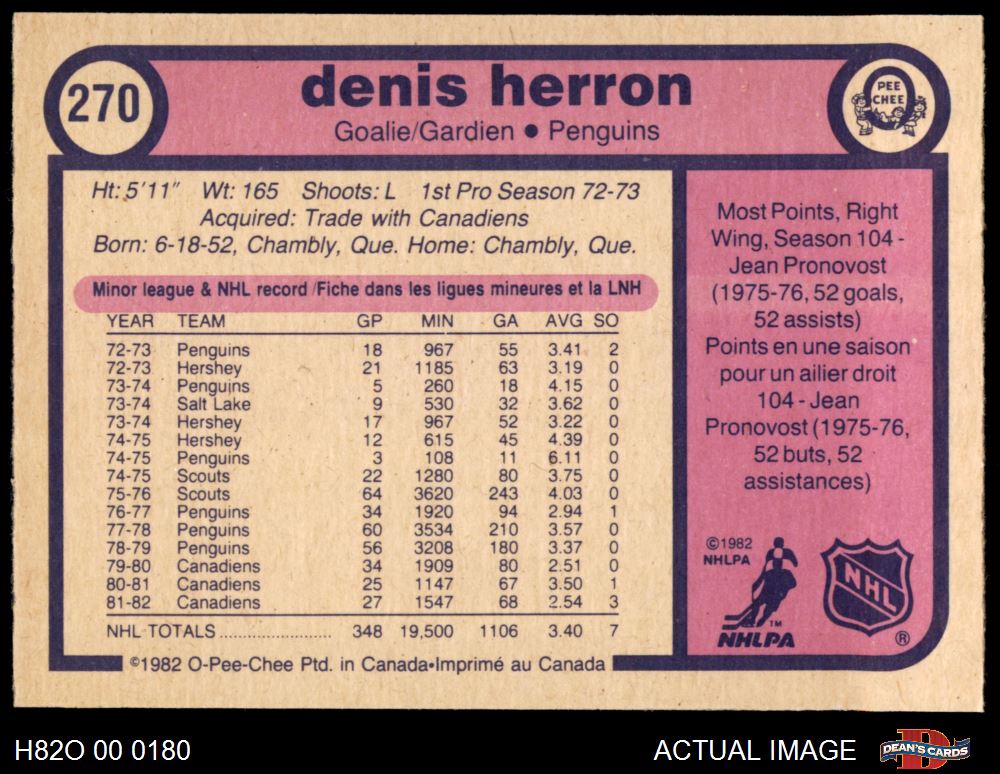 270
denis herron
Goalie/Gardien ● Penguins
O PEE CHEE
Ht: 5'11" Wt: 165 Shoots: L 1st Pro Season 72-73
Acquired: Trade with Canadiens
Born: 6-18-52, Chambly, Que. Home: Chambly, Que.
Minor league & NHL record /Fiche dans les ligues mineures et la LNH
YEAR TEAM GP MIN GA AVG SO
72-73 Penguins 18 967 55 3.41 2
72-73 Hershey 21 1185 63 3.19 0
73-74 Penguins 5 260 18 4.15 0
73-74 Salt Lake 9 530 32 3.62 0
73-74 Hershey 17 967 52 3.22 0
74-75 Hershey 12 615 45 4.39 0
74-75 Penguins 3 108 11 6.11 0
74-75 Scouts 22 1280 80 3.75 0
75-76 Scouts 64 3620 243 4.03 0
76-77 Penguins 34 1920 94 2.94 1
77-78 Penguins 60 3534 210 3.57 0
78-79 Penguins 56 3208 180 3.37 0
79-80 Canadiens 34 1909 80 2.51 0
80-81 Canadiens 25 1147 67 3.50 1
81-82 Canadiens 27 1547 68 2.54 3
NHL TOTALS.......................... 348 19,500 1106 3.40 7
©1982 O-Pee-Chee Ptd. in Canada•Imprimé au Canada
Most Points, Right
Wing, Season 104 -
Jean Pronovost
(1975-76, 52 goals,
52 assists)
Points en une saison
pour un ailier droit
104 - Jean
Pronovost (1975-76,
52 buts, 52
assistances)
©1982
NHLPA
TM
NHLPA
NHL
®
H82O 00 0180
ACTUAL IMAGE
DEAN'S CARDS